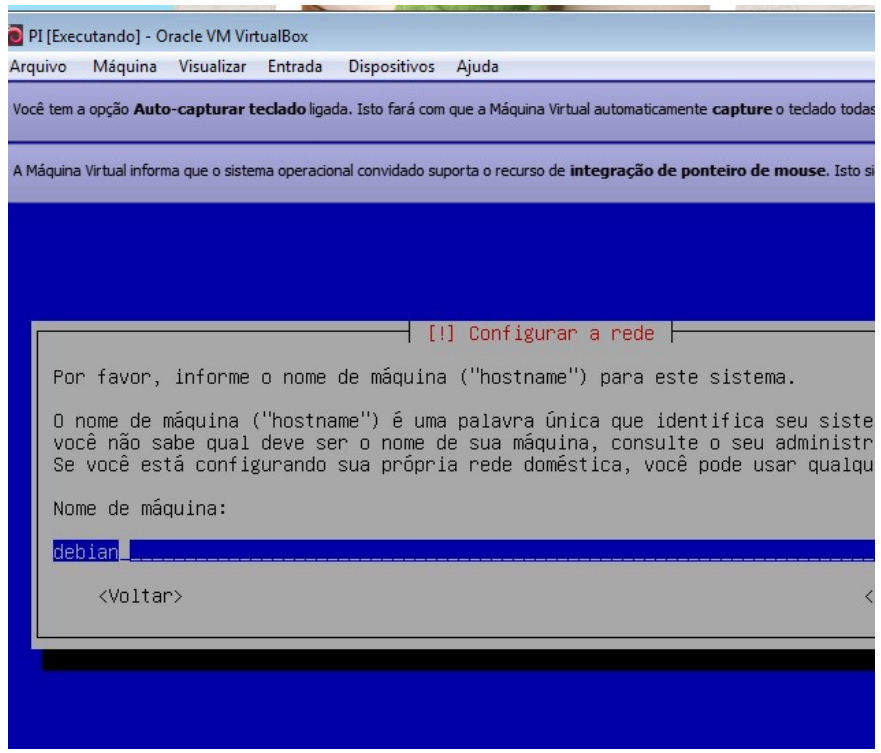 PI [Executando] - Oracle VM VirtualBox
Arquivo Máquina Visualizar Entrada Dispositivos Ajuda
Você tem a opção Auto-capturar teclado ligada. Isto fará com que a Máquina Virtual automaticamente capture o teclado todas
A Máquina Virtual informa que o sistema operacional convidado suporta o recurso de integração de ponteiro de mouse. Isto si
[!] Configurar a rede
Por favor, informe o nome de máquina ("hostname") para este sistema.
O nome de máquina ("hostname") é uma palavra única que identifica seu siste
você não sabe qual deve ser o nome de sua máquina, consulte o seu administr
Se você está configurando sua própria rede doméstica, você pode usar qualqu
Nome de máquina:
debian
<Voltar> <